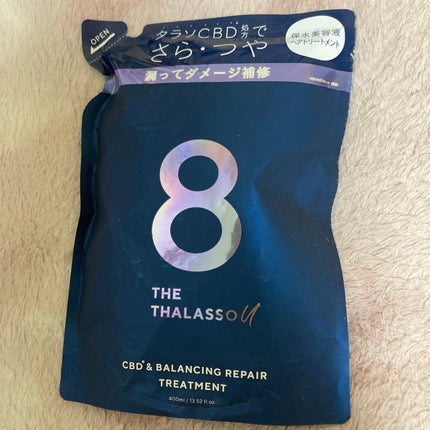 OPEN
タラソCBD処方で
さら・つや
潤ってダメージ補修
保水美容液
ヘアトリートメント
8
THE
THALASSO U
CBD* & BALANCING REPAIR
TREATMENT
400ml / 13.52 fl oz.